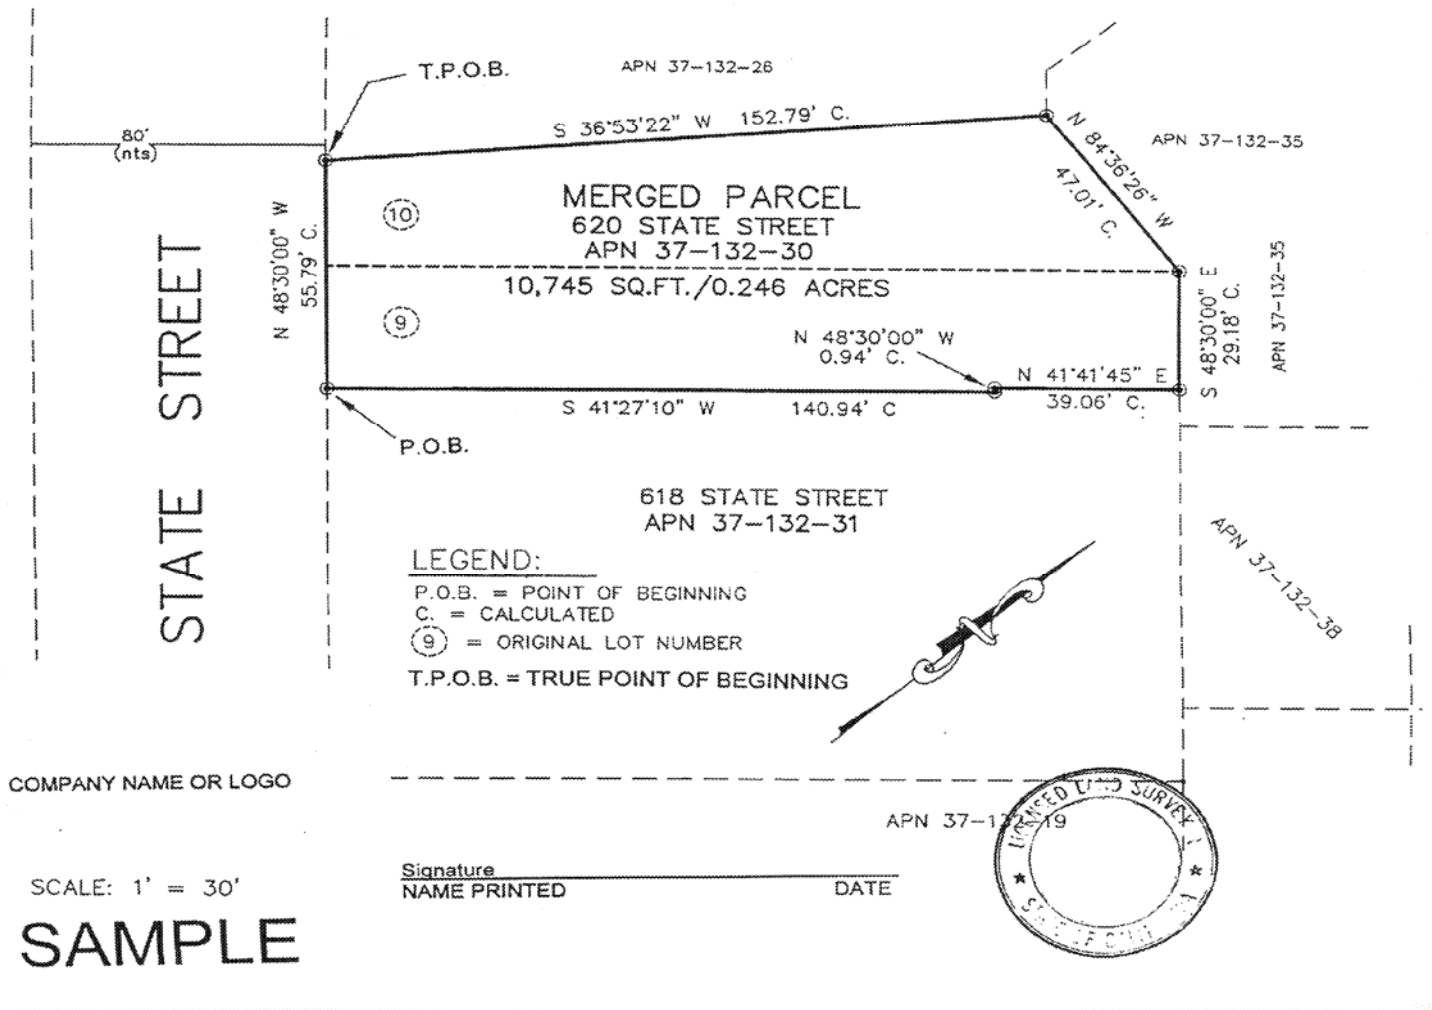 T.P.O.B.
APN 37-132-26
S 36°53'22" W 152.79' C.
80'
(nts)
N 84°36'26" W
47.01' C.
APN 37-132-35
MERGED PARCEL
620 STATE STREET
APN 37-132-30
10
N 48°30'00" W
55.79' C.
10,745 SQ.FT./0.246 ACRES
9
N 48°30'00" W
0.94' C.
N 41°41'45" E
39.06' C.
S 48°30'00" E
29.18' C.
APN 37-132-35
S 41°27'10" W 140.94' C
P.O.B.
STATE STREET
618 STATE STREET
APN 37-132-31
LEGEND:
P.O.B. = POINT OF BEGINNING
C. = CALCULATED
9 = ORIGINAL LOT NUMBER
T.P.O.B. = TRUE POINT OF BEGINNING
APN 37-132-38
COMPANY NAME OR LOGO
APN 37-132-19
LAND
SCALE: 1' = 30'
Signature
NAME PRINTED DATE
SAMPLE